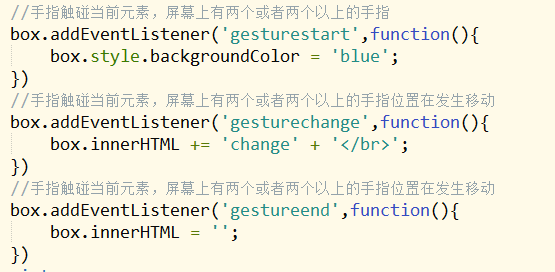 //手指触碰当前元素，屏幕上有两个或者两个以上的手指
box.addEventListener('gesturestart',function(){
    box.style.backgroundColor = 'blue';
})
//手指触碰当前元素，屏幕上有两个或者两个以上的手指位置在发生移动
box.addEventListener('gesturechange',function(){
    box.innerHTML += 'change' + '</br>';
})
//手指触碰当前元素，屏幕上有两个或者两个以上的手指位置在发生移动
box.addEventListener('gestureend',function(){
    box.innerHTML = '';
})